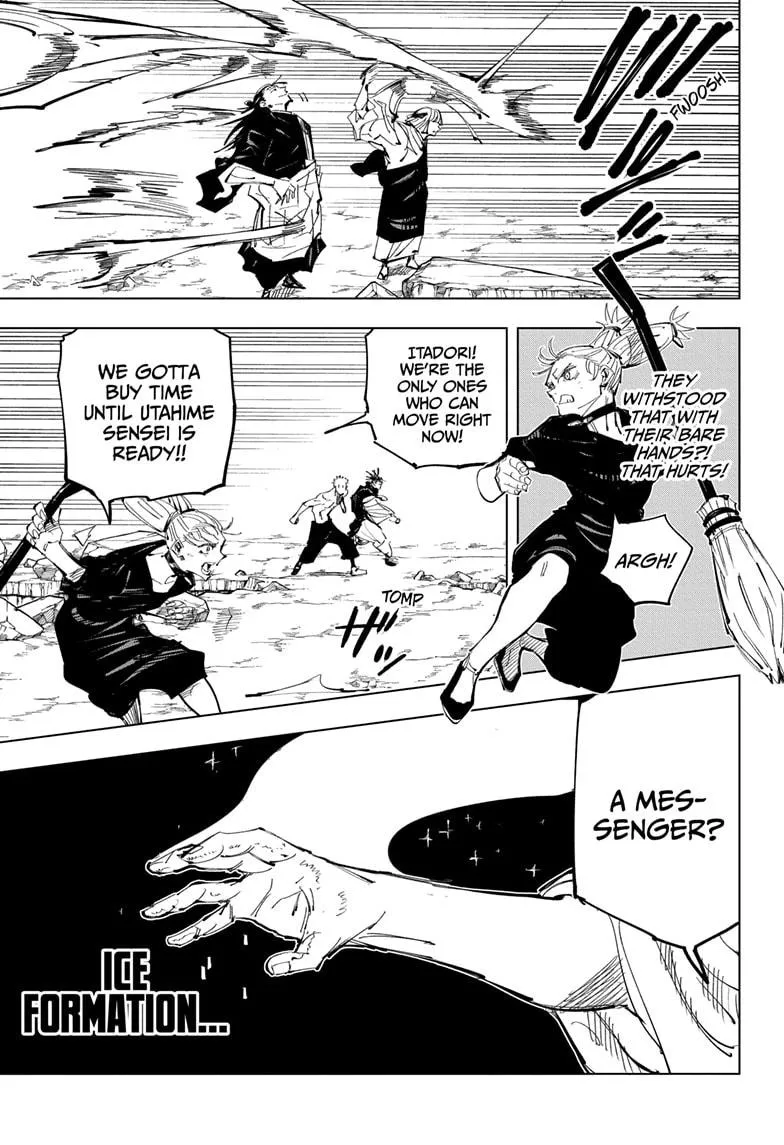 FWOOSH
THEY
WITHSTOOD
THAT WITH
THEIR BARE
HANDS?!
THAT HURTS!
ARGH!
ITADORI!
WE'RE THE
ONLY ONES
WHO CAN
MOVE RIGHT
NOW!
WE GOTTA
BUY TIME
UNTIL UTAHIME
SENSEI IS
READY!!
TOMP
A MES-
SENGER?
ICE
FORMATION...